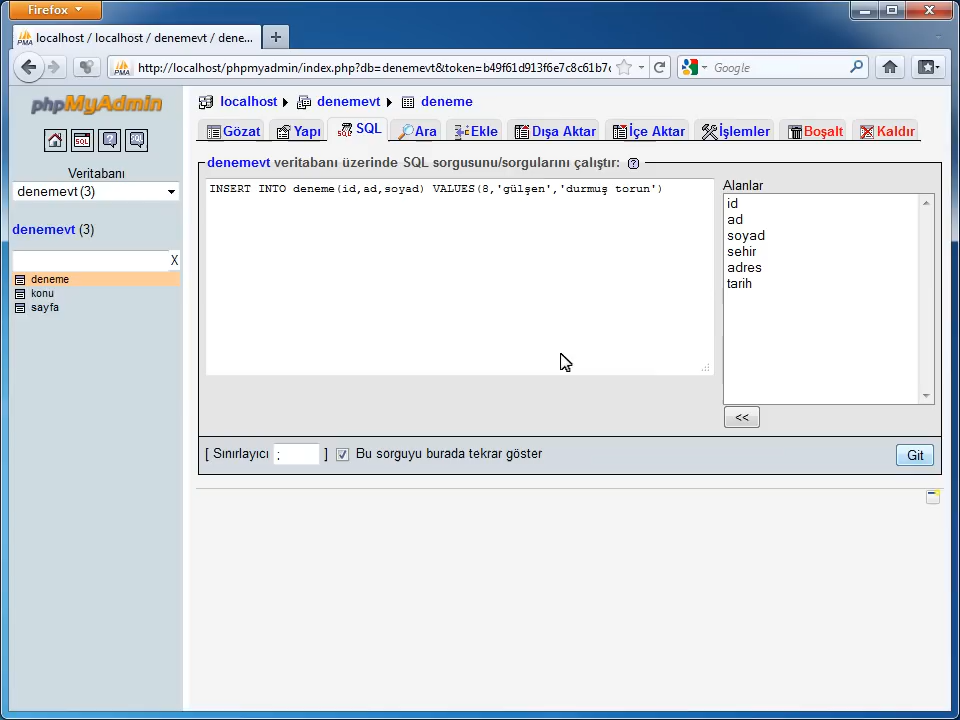 Firefox
localhost / localhost / denemevt / dene...
http://localhost/phpmyadmin/index.php?db=denemevt&token=b49f61d913f6e7c8c61b7c
Google
phpMyAdmin
SQL
Veritabanı
denemevt (3)
denemevt (3)
X
deneme
konu
sayfa
localhost denemevt deneme
Gözat Yapı SQL Ara Ekle Dışa Aktar İçe Aktar İşlemler Boşalt Kaldır
denemevt veritabanı üzerinde SQL sorgusunu/sorgularını çalıştır:
INSERT INTO deneme(id,ad,soyad) VALUES(8,'gülşen','durmuş torun')
Alanlar
id
ad
soyad
sehir
adres
tarih
<<
[ Sınırlayıcı ; ] Bu sorguyu burada tekrar göster
Git